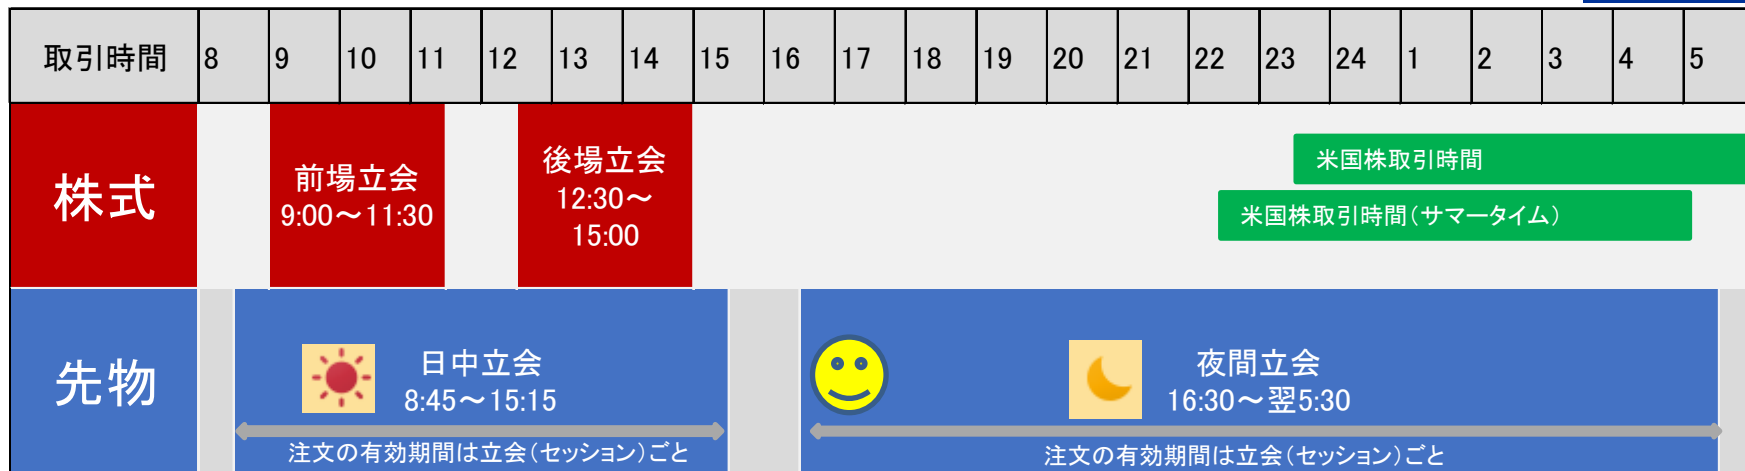 取引時間 8 9 10 11 12 13 14 15 16 17 18 19 20 21 22 23 24 1 2 3 4 5
株式
前場立会
9:00～11:30
後場立会
12:30～
15:00
米国株取引時間
米国株取引時間（サマータイム）
先物
日中立会
8:45～15:15
注文の有効期間は立会（セッション）ごと
夜間立会
16:30～翌5:30
注文の有効期間は立会（セッション）ごと